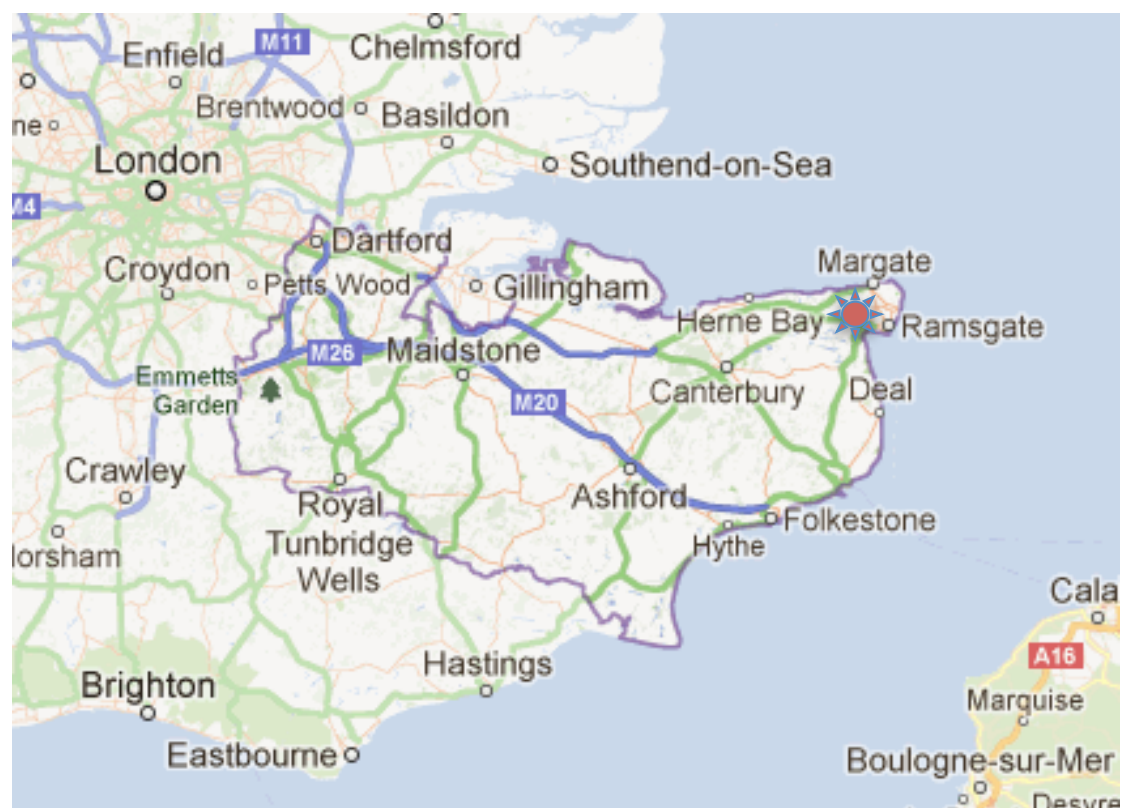 M11
Chelmsford
Enfield
Brentwood
Basildon
ne
London
Southend-on-Sea
M4
Dartford
Croydon
Petts Wood
Gillingham
Margate
Herne Bay
Ramsgate
M26
Maidstone
Emmetts
Garden
Canterbury
Deal
M20
Crawley
Royal
Tunbridge
Wells
Ashford
Folkestone
Hythe
lorsham
Cala
A16
Hastings
Brighton
Marquise
Eastbourne
Boulogne-sur-Mer
Desvre